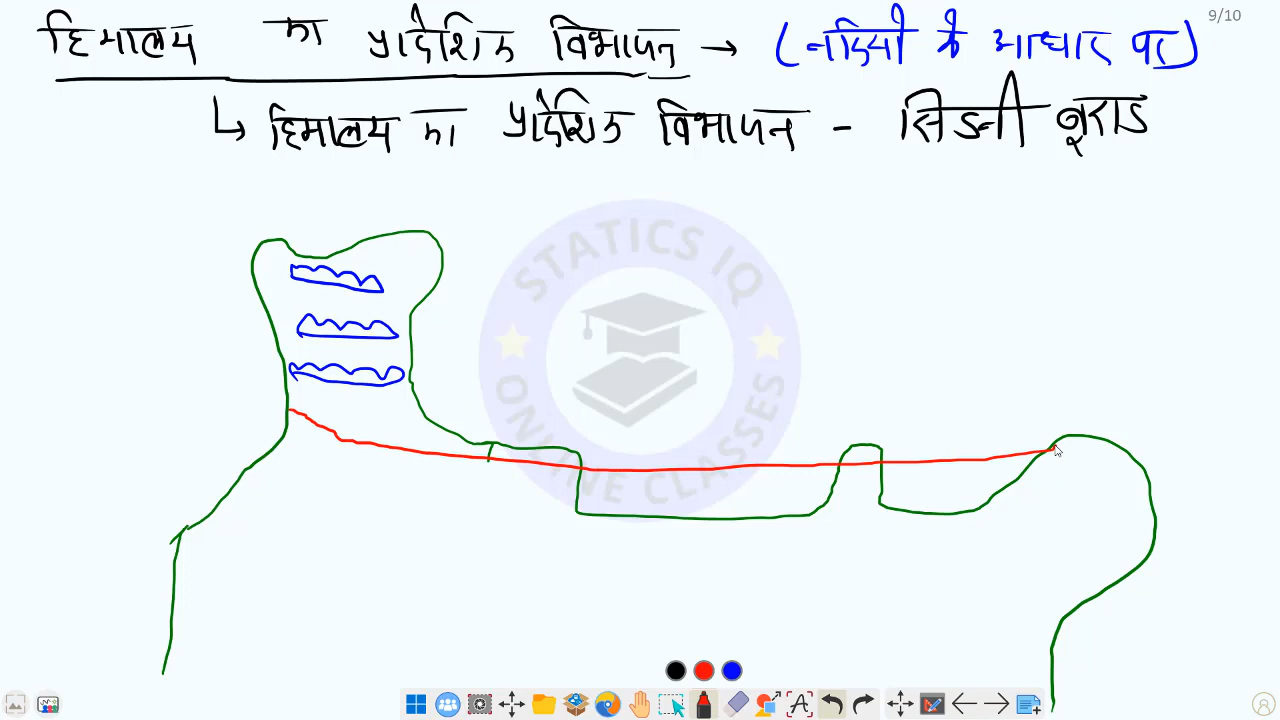 हिमालय का प्रादेशिक विभाजन → (नदियों के आधार पर)
9/10
↳ हिमालय का प्रादेशिक विभाजन - सिडनी बुराड
STATICS IQ
ONLINE CLASSES